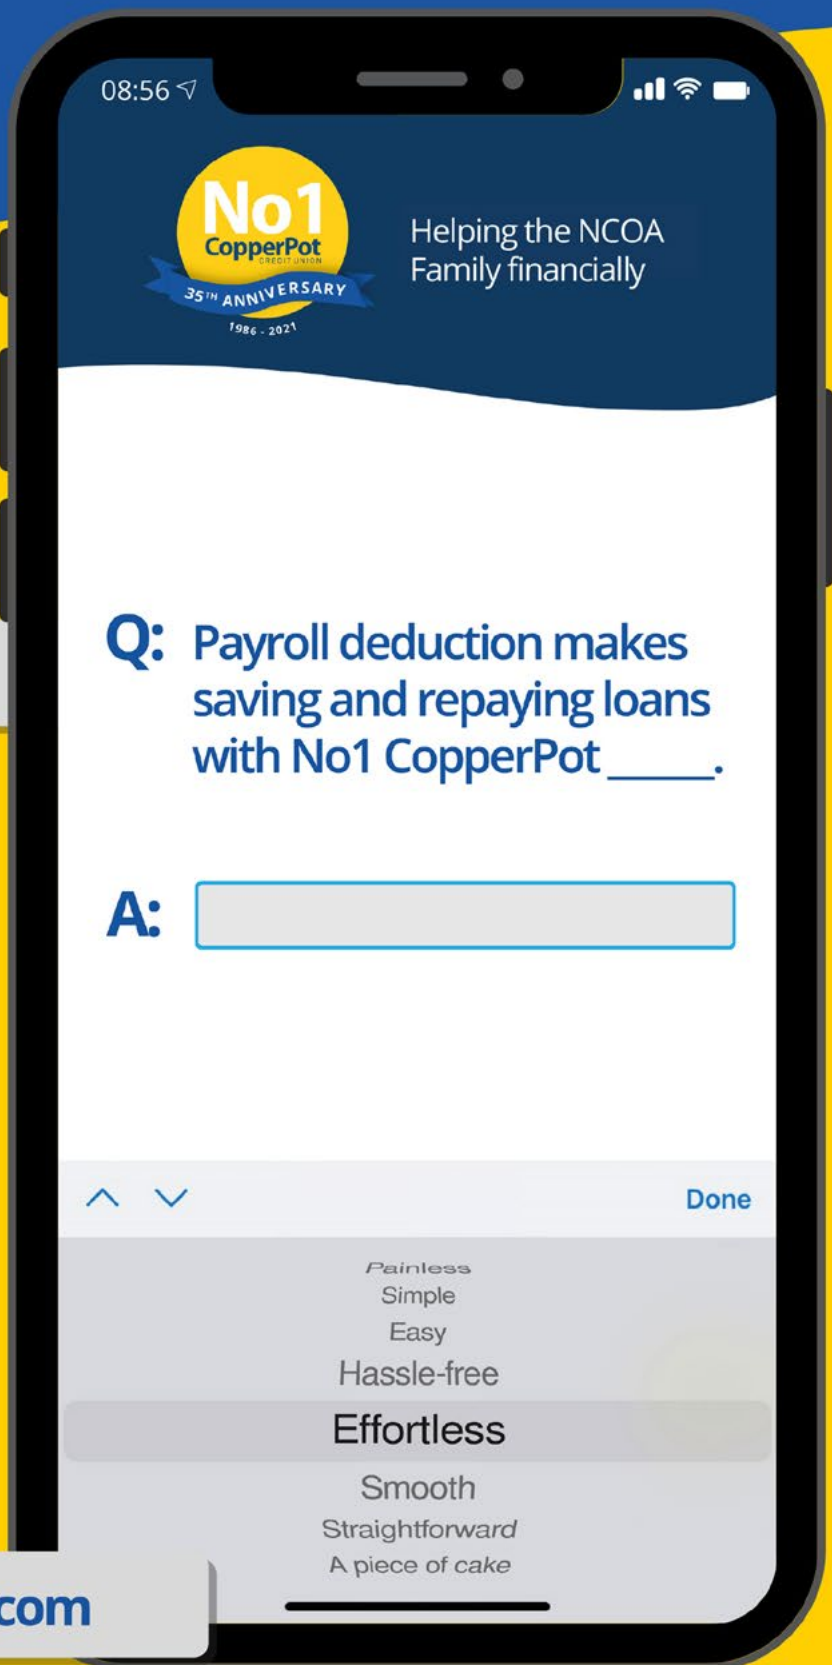 08:56
No1
CopperPot
CREDIT UNION
35TH ANNIVERSARY
1986 - 2021
Helping the NCOA
Family financially
Q: Payroll deduction makes
saving and repaying loans
with No1 CopperPot _____.
A:
Done
Painless
Simple
Easy
Hassle-free
Effortless
Smooth
Straightforward
A piece of cake
com